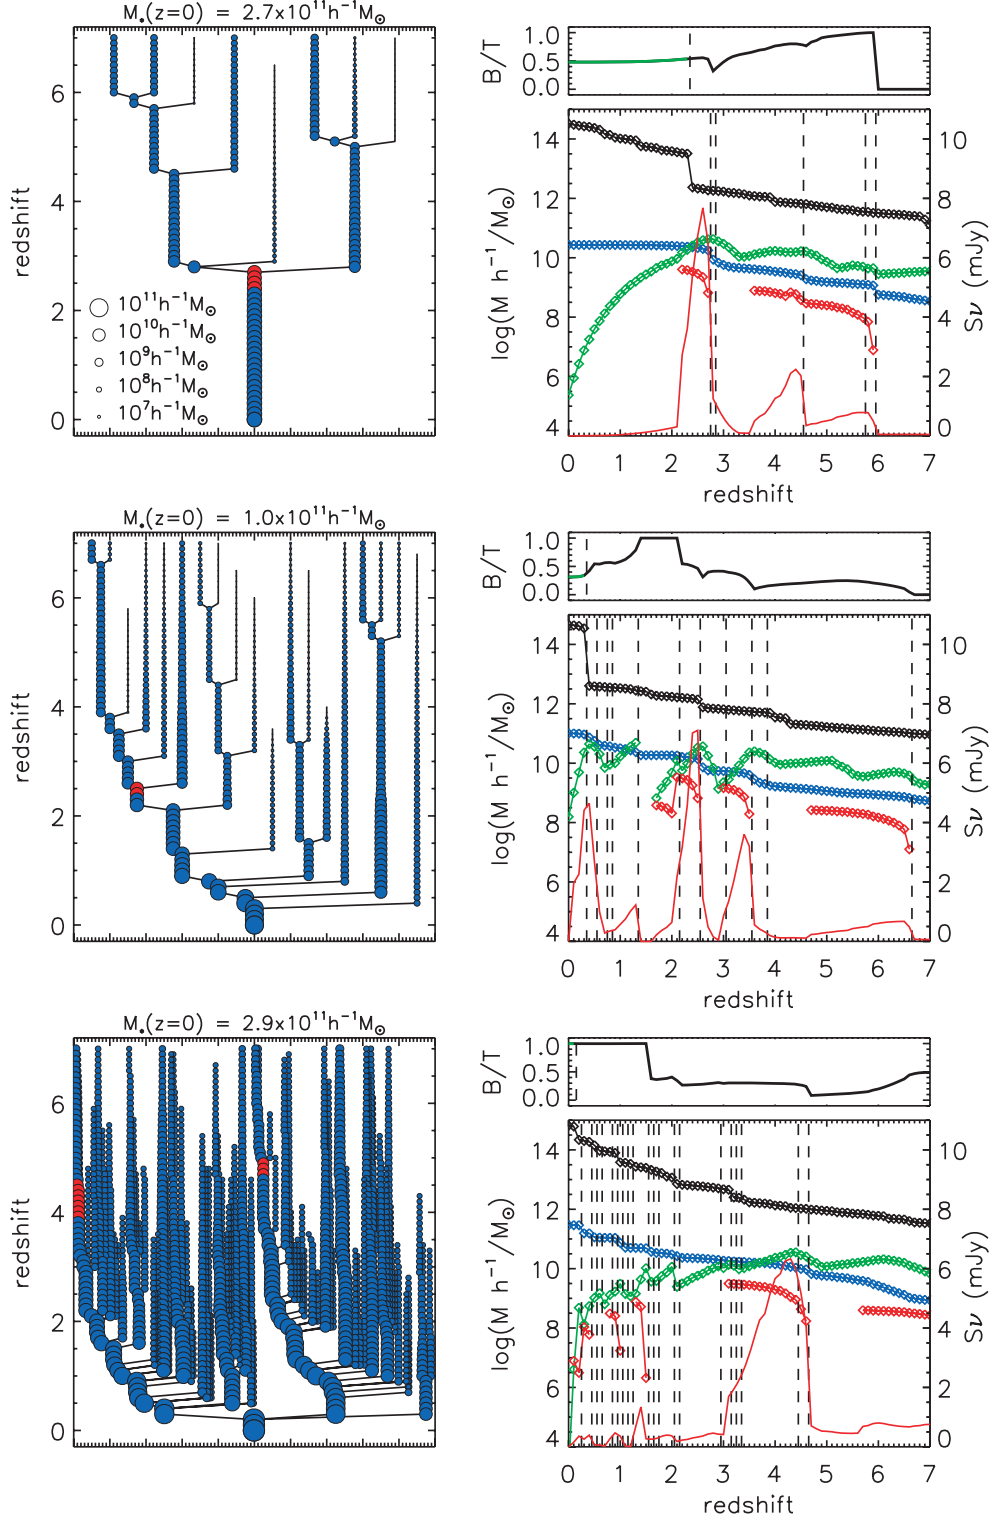 M⋆(z=0) = 2.7x10¹¹h⁻¹M⊙
redshift
6
4
2
0
10¹¹h⁻¹M⊙
10¹⁰h⁻¹M⊙
10⁹h⁻¹M⊙
10⁸h⁻¹M⊙
10⁷h⁻¹M⊙
B/T
1.0
0.5
0.0
log(M h⁻¹/M⊙)
14
12
10
8
6
4
10
8
6
4
2
0
Sν (mJy)
0 1 2 3 4 5 6 7
redshift
M⋆(z=0) = 1.0x10¹¹h⁻¹M⊙
redshift
6
4
2
0
B/T
1.0
0.5
0.0
log(M h⁻¹/M⊙)
14
12
10
8
6
4
10
8
6
4
2
0
Sν (mJy)
0 1 2 3 4 5 6 7
redshift
M⋆(z=0) = 2.9x10¹¹h⁻¹M⊙
redshift
6
4
2
0
B/T
1.0
0.5
0.0
log(M h⁻¹/M⊙)
14
12
10
8
6
4
10
8
6
4
2
0
Sν (mJy)
0 1 2 3 4 5 6 7
redshift